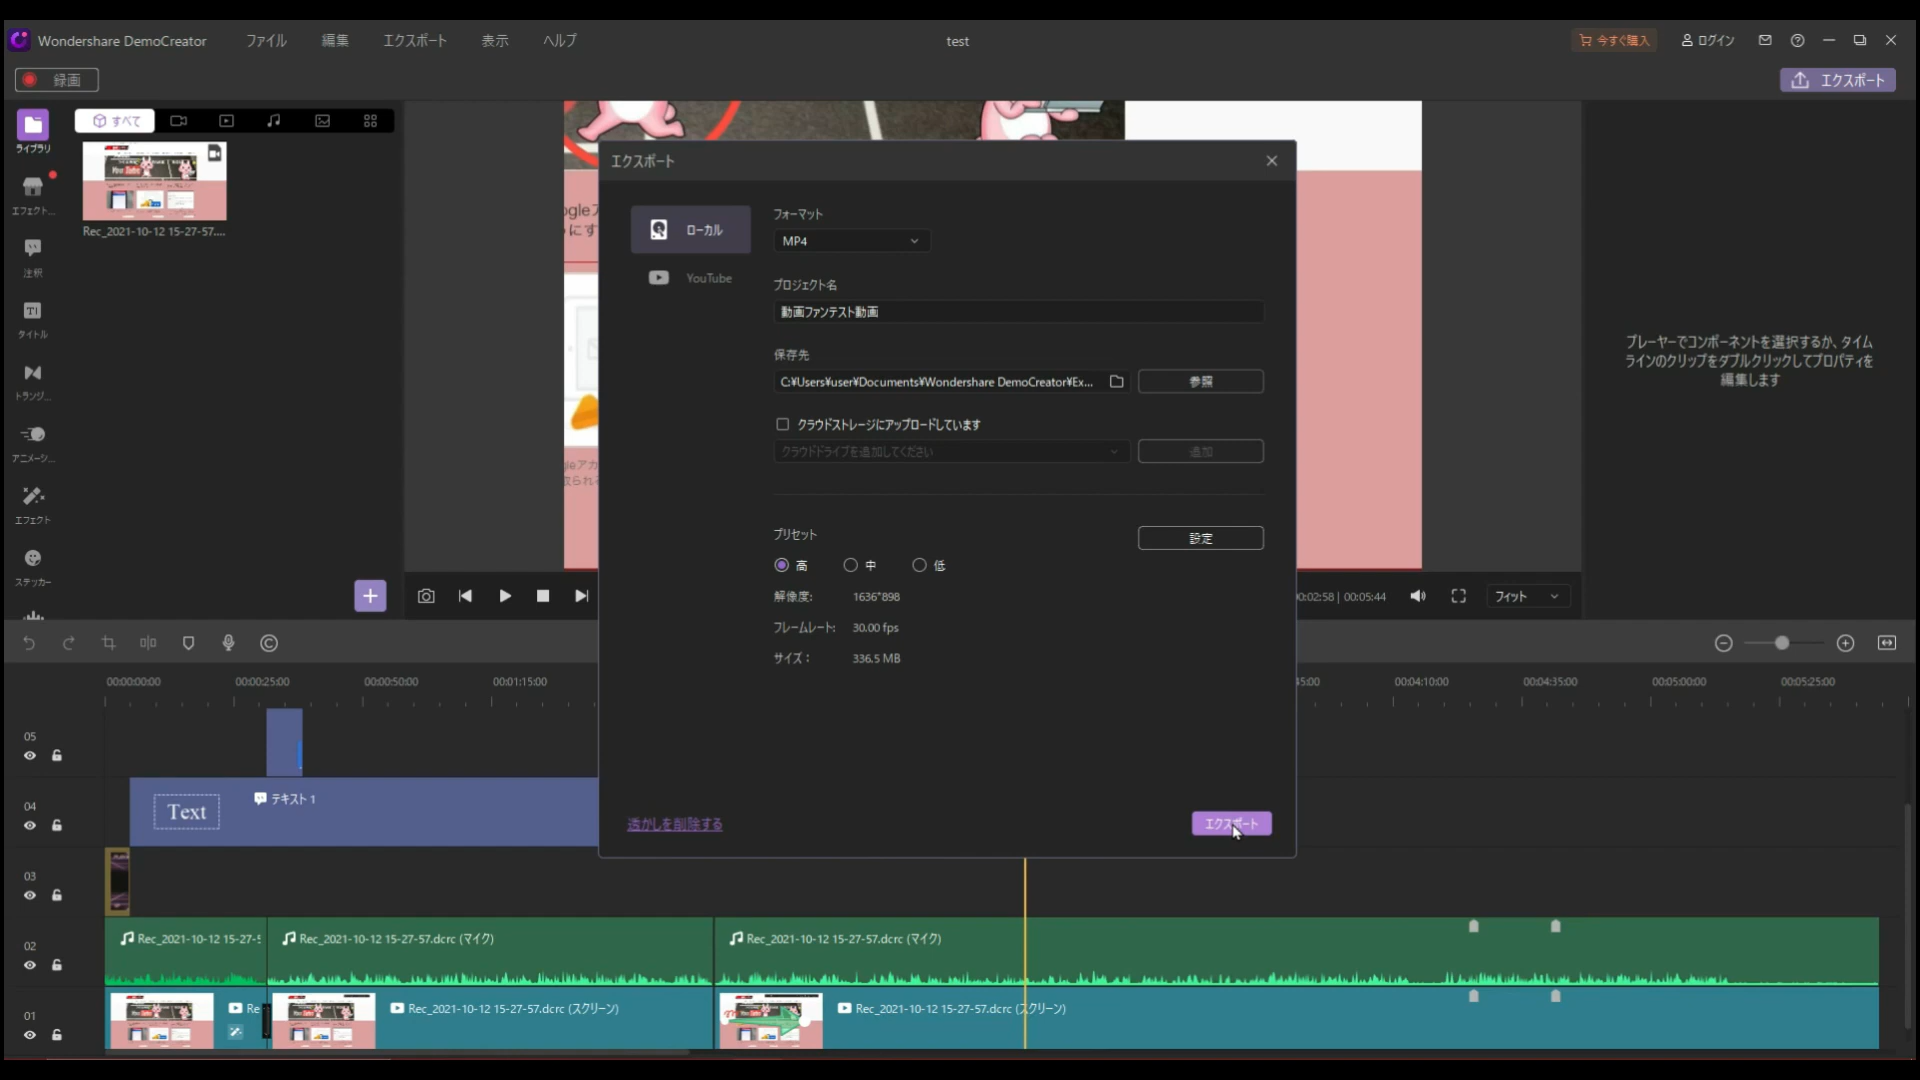 Wondershare DemoCreator
ファイル
編集
エクスポート
表示
ヘルプ
test
今すぐ購入
ログイン
録画
エクスポート
すべて
ライブラリ
エフェクト...
注釈
タイトル
トランジ...
アニメーシ...
エフェクト
ステッカー
Rec_2021-10-12 15-27-57....
エクスポート
ローカル
YouTube
フォーマット
MP4
プロジェクト名
動画ファンテスト動画
保存先
C:¥Users¥user¥Documents¥Wondershare DemoCreator¥Ex...
参照
クラウドストレージにアップロードしています
クラウドドライブを追加してください
追加
プリセット
設定
高
中
低
解像度:
1636*898
フレームレート:
30.00 fps
サイズ：
336.5 MB
透かしを削除する
エクスポート
プレーヤーでコンポーネントを選択するか、タイム
ラインのクリップをダブルクリックしてプロパティを
編集します
0:02:58 | 00:05:44
フィット
00:00:00:00
00:00:25:00
00:00:50:00
00:01:15:00
45:00
00:04:10:00
00:04:35:00
00:05:00:00
00:05:25:00
05
04
Text
テキスト 1
03
02
Rec_2021-10-12 15-27-5
Rec_2021-10-12 15-27-57.dcrc (マイク)
Rec_2021-10-12 15-27-57.dcrc (マイク)
01
Re
Rec_2021-10-12 15-27-57.dcrc (スクリーン)
Rec_2021-10-12 15-27-57.dcrc (スクリーン)